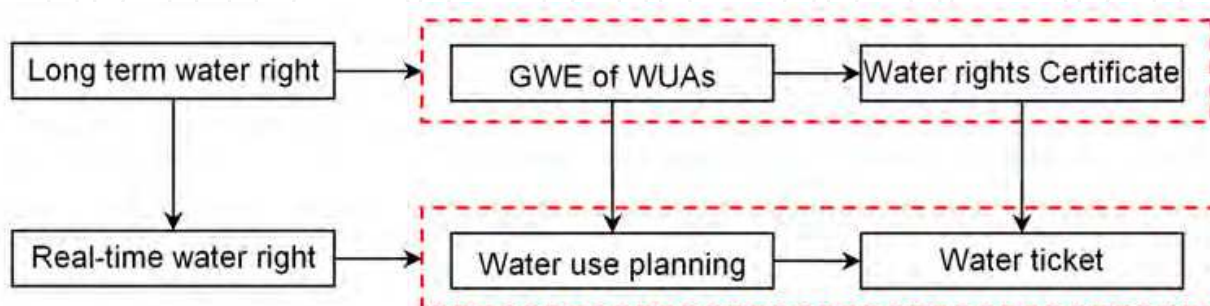 Long term water right
GWE of WUAs
Water rights Certificate
Real-time water right
Water use planning
Water ticket